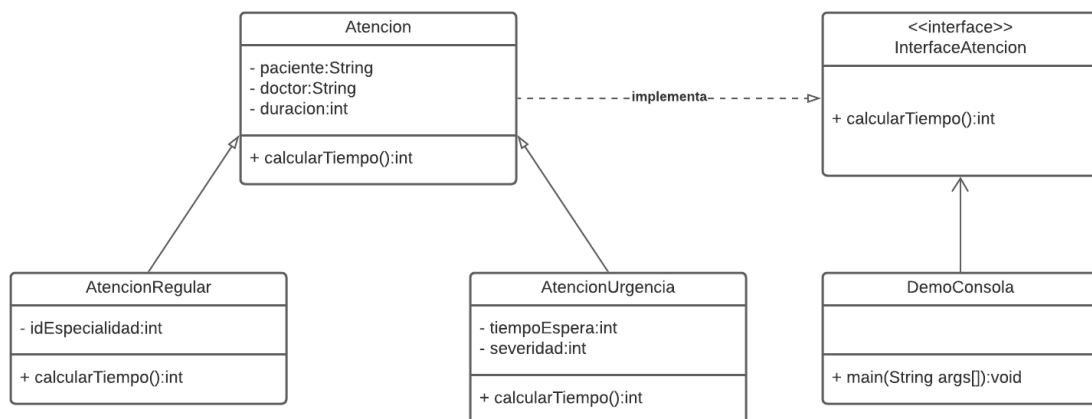 Atencion
- paciente:String
- doctor:String
- duracion:int
+ calcularTiempo():int
implementa
<<interface>>
InterfaceAtencion
+ calcularTiempo():int
AtencionRegular
- idEspecialidad:int
+ calcularTiempo():int
AtencionUrgencia
- tiempoEspera:int
- severidad:int
+ calcularTiempo():int
DemoConsola
+ main(String args[]):void